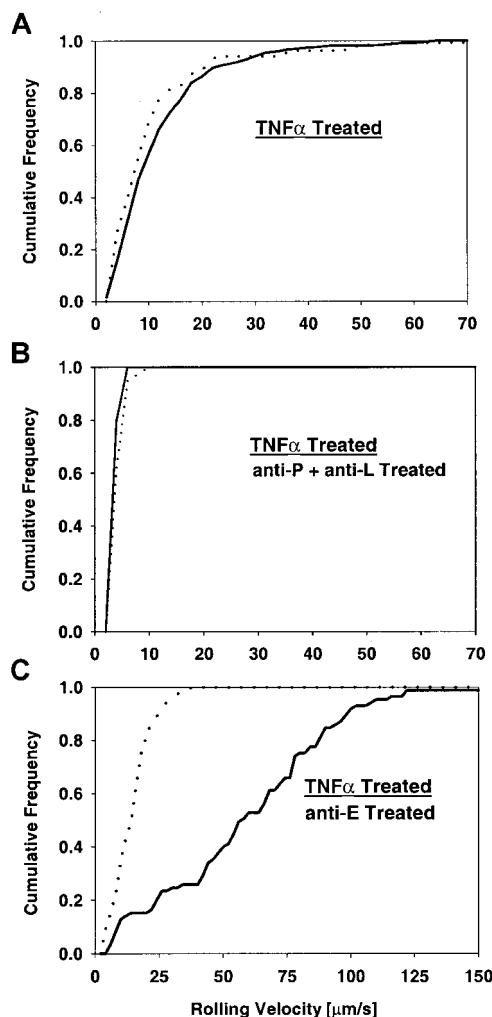 A
Cumulative Frequency
1.0
0.8
0.6
0.4
0.2
0.0
TNFα Treated
0 10 20 30 40 50 60 70
B
Cumulative Frequency
1.0
0.8
0.6
0.4
0.2
0.0
TNFα Treated
anti-P + anti-L Treated
0 10 20 30 40 50 60 70
C
Cumulative Frequency
1.0
0.8
0.6
0.4
0.2
0.0
TNFα Treated
anti-E Treated
0 25 50 75 100 125 150
Rolling Velocity [μm/s]